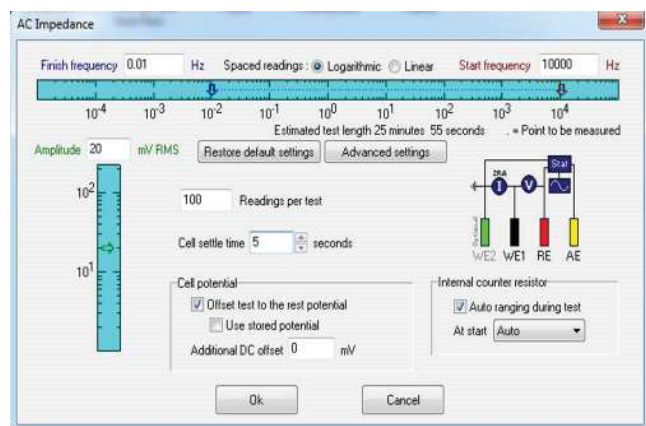 AC Impedance
Finish frequency 0.01 Hz Spaced readings : Logarithmic Linear Start frequency 10000 Hz
10-4 10-3 10-2 10-1 100 101 102 103 104
Estimated test length 25 minutes 55 seconds . = Point to be measured
Amplitude 20 mV RMS Restore default settings Advanced settings
102
100 Readings per test
Cell settle time 5 seconds
101
Stat
ZRA
I V
Optional
WE2 WE1 RE AE
Cell potential
Offset test to the rest potential
Use stored potential
Additional DC offset 0 mV
Internal counter resistor
Auto ranging during test
At start Auto
Ok Cancel